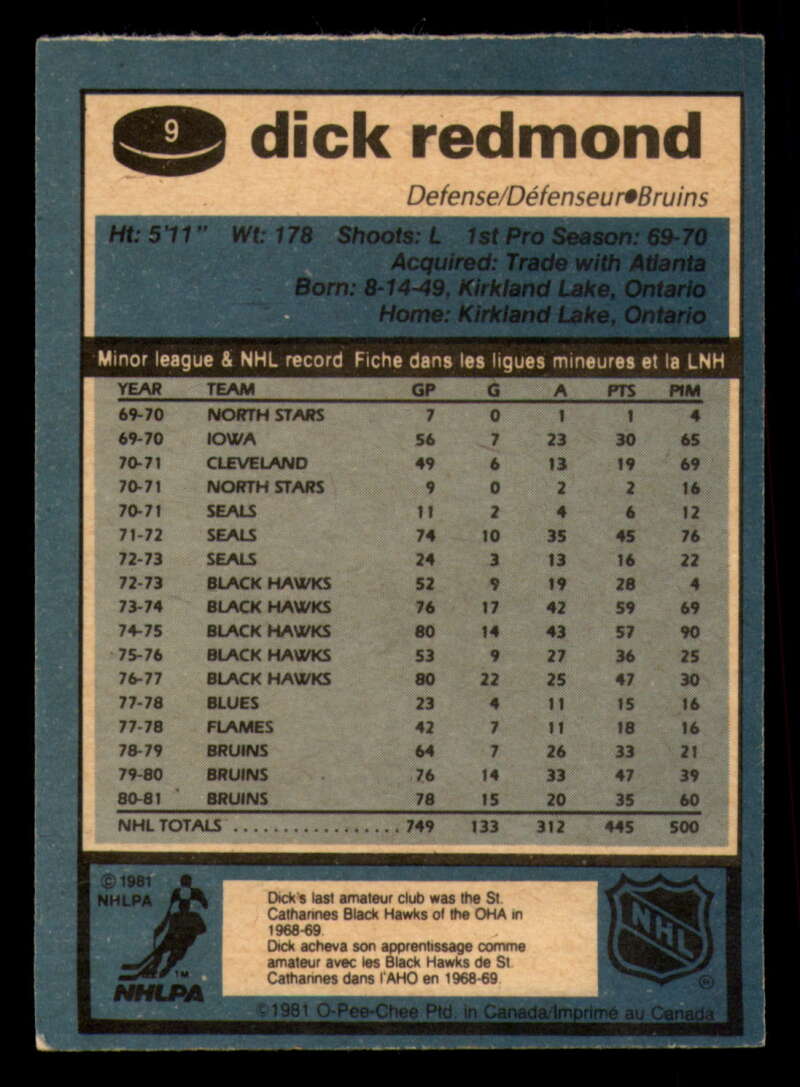 9 dick redmond
Defense/Défenseur•Bruins
Ht: 5'11" Wt: 178 Shoots: L 1st Pro Season: 69-70
Acquired: Trade with Atlanta
Born: 8-14-49, Kirkland Lake, Ontario
Home: Kirkland Lake, Ontario
Minor league & NHL record Fiche dans les ligues mineures et la LNH
YEAR TEAM GP G A PTS PIM
69-70 NORTH STARS 7 0 1 1 4
69-70 IOWA 56 7 23 30 65
70-71 CLEVELAND 49 6 13 19 69
70-71 NORTH STARS 9 0 2 2 16
70-71 SEALS 11 2 4 6 12
71-72 SEALS 74 10 35 45 76
72-73 SEALS 24 3 13 16 22
72-73 BLACK HAWKS 52 9 19 28 4
73-74 BLACK HAWKS 76 17 42 59 69
74-75 BLACK HAWKS 80 14 43 57 90
75-76 BLACK HAWKS 53 9 27 36 25
76-77 BLACK HAWKS 80 22 25 47 30
77-78 BLUES 23 4 11 15 16
77-78 FLAMES 42 7 11 18 16
78-79 BRUINS 64 7 26 33 21
79-80 BRUINS 76 14 33 47 39
80-81 BRUINS 78 15 20 35 60
NHL TOTALS ................. 749 133 312 445 500
© 1981
NHLPA
™
NHLPA
Dick's last amateur club was the St.
Catharines Black Hawks of the OHA in
1968-69.
Dick acheva son apprentissage comme
amateur avec les Black Hawks de St.
Catharines dans l'AHO en 1968-69.
NHL
®
©1981 O-Pee-Chee Ptd. in Canada/Imprimé au Canada